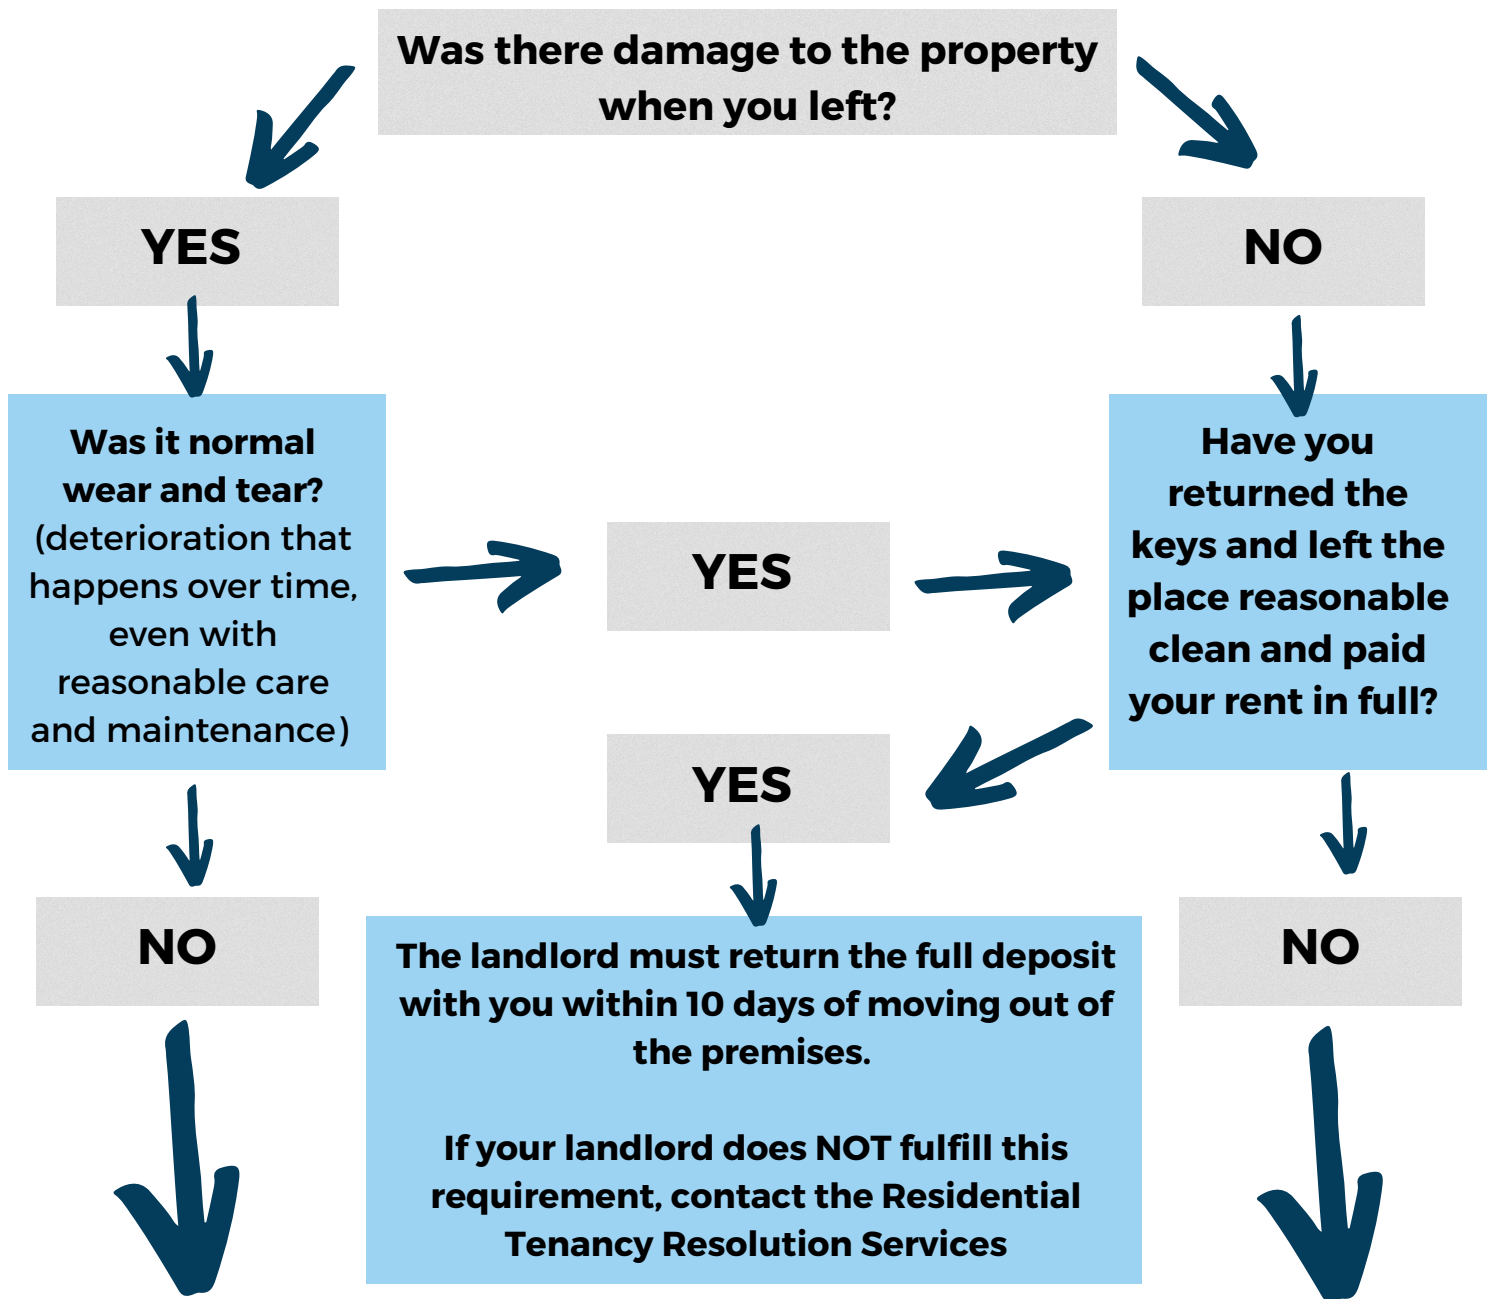 Was there damage to the property
when you left?
YES
NO
Was it normal
wear and tear?
(deterioration that
happens over time,
even with
reasonable care
and maintenance)
YES
Have you
returned the
keys and left the
place reasonable
clean and paid
your rent in full?
YES
NO
The landlord must return the full deposit
with you within 10 days of moving out of
the premises.
If your landlord does NOT fulfill this
requirement, contact the Residential
Tenancy Resolution Services
NO